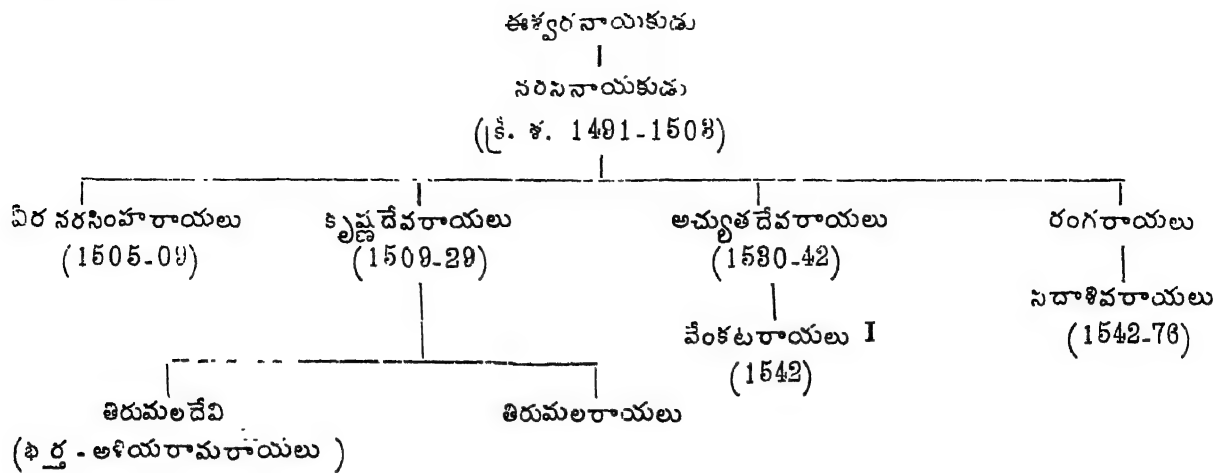 ఈశ్వరనాయకుడు
నరసనాయకుడు
(క్రీ. శ. 1491-1503)
వీర నరసింహరాయలు కృష్ణదేవరాయలు అచ్యుతదేవరాయలు రంగరాయలు
(1505-09) (1509-29) (1530-42)
సదాశివరాయలు
వేంకటరాయలు I (1542-76)
(1542)
తిరుమలదేవి తిరుమలరాయలు
(భర్త - అళియరామరాయలు )